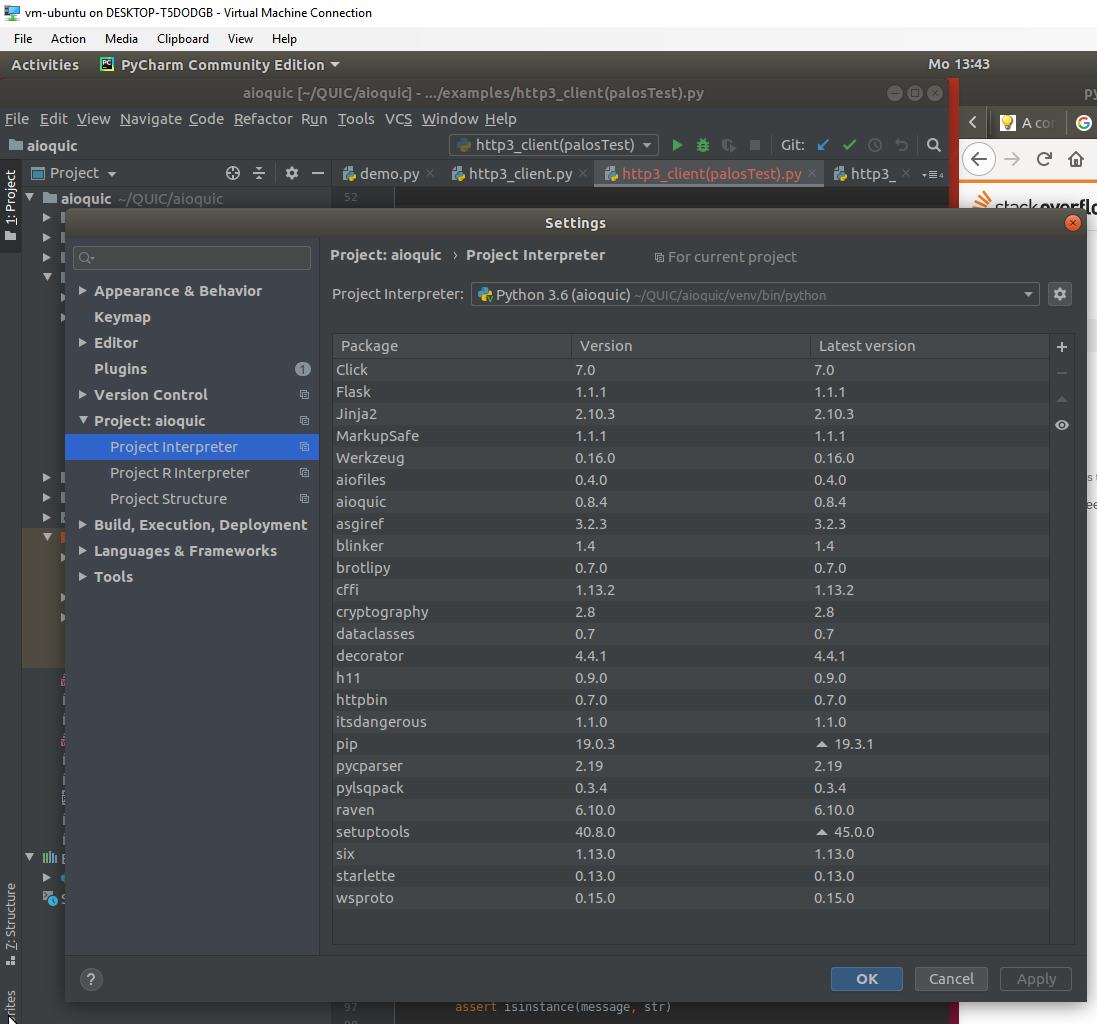 vm-ubuntu on DESKTOP-T5DODGB - Virtual Machine Connection
File Action Media Clipboard View Help
Activities PyCharm Community Edition Mo 13:43
aioquic [~/QUIC/aioquic] - .../examples/http3_client(palosTest).py
File Edit View Navigate Code Refactor Run Tools VCS Window Help
aioquic http3_client(palosTest) Git:
A co
1: Project
Project demo.py http3_client.py http3_client(palosTest).py http3_
aioquic ~/QUIC/aioquic 52
stackoverflo
Settings
Project: aioquic › Project Interpreter For current project
Project Interpreter: Python 3.6 (aioquic) ~/QUIC/aioquic/venv/bin/python
Appearance & Behavior
Keymap
Editor
Plugins 1
Version Control
Project: aioquic
Project Interpreter
Project R Interpreter
Project Structure
Build, Execution, Deployment
Languages & Frameworks
Tools
Package Version Latest version
Click 7.0 7.0
Flask 1.1.1 1.1.1
Jinja2 2.10.3 2.10.3
MarkupSafe 1.1.1 1.1.1
Werkzeug 0.16.0 0.16.0
aiofiles 0.4.0 0.4.0
aioquic 0.8.4 0.8.4
asgiref 3.2.3 3.2.3
blinker 1.4 1.4
brotlipy 0.7.0 0.7.0
cffi 1.13.2 1.13.2
cryptography 2.8 2.8
dataclasses 0.7 0.7
decorator 4.4.1 4.4.1
h11 0.9.0 0.9.0
httpbin 0.7.0 0.7.0
itsdangerous 1.1.0 1.1.0
pip 19.0.3 19.3.1
pycparser 2.19 2.19
pylsqpack 0.3.4 0.3.4
raven 6.10.0 6.10.0
setuptools 40.8.0 45.0.0
six 1.13.0 1.13.0
starlette 0.13.0 0.13.0
wsproto 0.15.0 0.15.0
7: Structure
? OK Cancel Apply
97 assert isinstance(message, str)